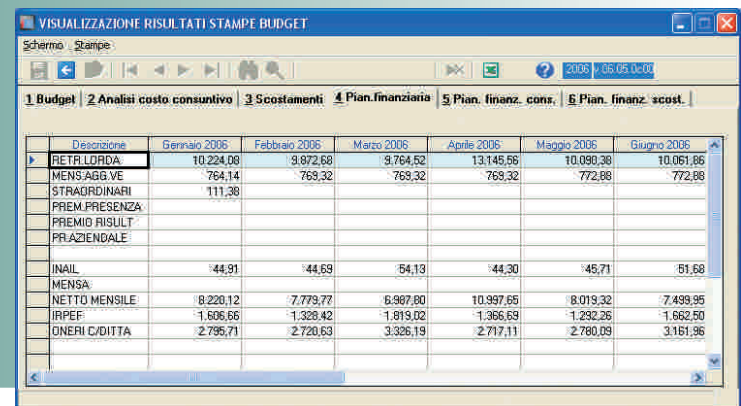 VISUALIZZAZIONE RISULTATI STAMPE BUDGET
Schermo Stampe
2006 v.06.05.0c00
1 Budget 2 Analisi costo consuntivo 3 Scostamenti 4 Pian.finanziaria 5 Pian. finanz. cons. 6 Pian. finanz. scost.
Descrizione Gennaio 2006 Febbraio 2006 Marzo 2006 Aprile 2006 Maggio 2006 Giugno 2006
RETR.LORDA 10.224,08 9.872,68 9.764,52 13.145,56 10.090,38 10.061,86
MENS.AGG.VE 764,14 769,32 769,32 769,32 772,88 772,88
STRAORDINARI 111,38
PREM.PRESENZA
PREMIO RISULT
PR.AZIENDALE
INAIL 44,91 44,69 54,13 44,30 45,71 51,68
MENSA
NETTO MENSILE 8.220,12 7.779,77 6.987,80 10.997,65 8.019,32 7.499,95
IRPEF 1.606,66 1.328,42 1.819,02 1.366,69 1.292,26 1.662,50
ONERI C/DITTA 2.795,71 2.720,63 3.326,19 2.717,11 2.780,09 3.161,96